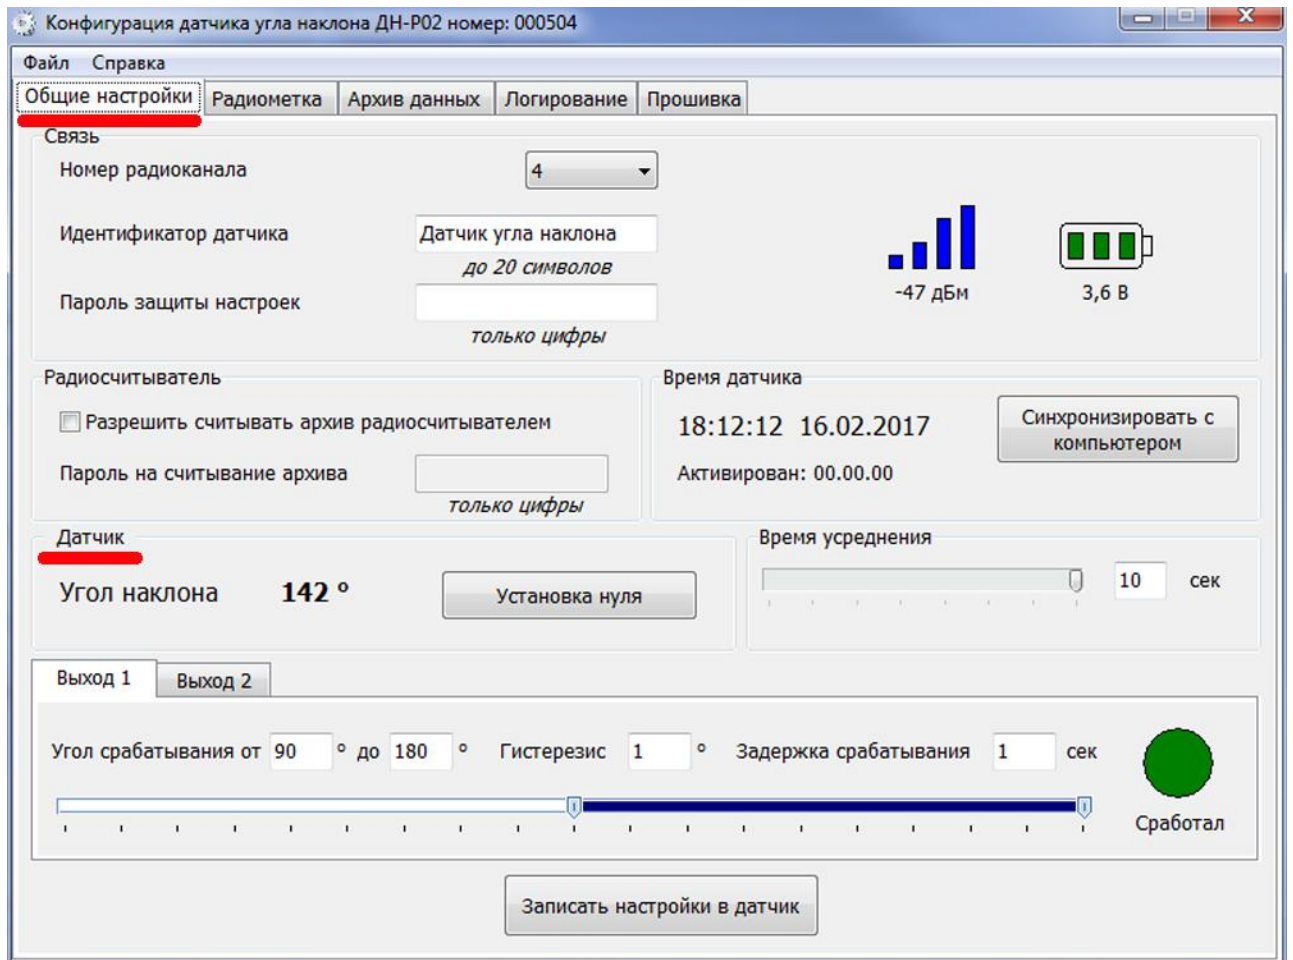 Конфигурация датчика угла наклона ДН-Р02 номер: 000504
Файл Справка
Общие настройки Радиометка Архив данных Логирование Прошивка
Связь
Номер радиоканала 4
Идентификатор датчика Датчик угла наклона
до 20 символов
-47 дБм 3,6 В
Пароль защиты настроек
только цифры
Радиосчитыватель Время датчика
Разрешить считывать архив радиосчитывателем 18:12:12 16.02.2017 Синхронизировать с
компьютером
Пароль на считывание архива Активирован: 00.00.00
только цифры
Датчик Время усреднения
Угол наклона 142 ° Установка нуля 10 сек
Выход 1 Выход 2
Угол срабатывания от 90 ° до 180 ° Гистерезис 1 ° Задержка срабатывания 1 сек
Сработал
Записать настройки в датчик